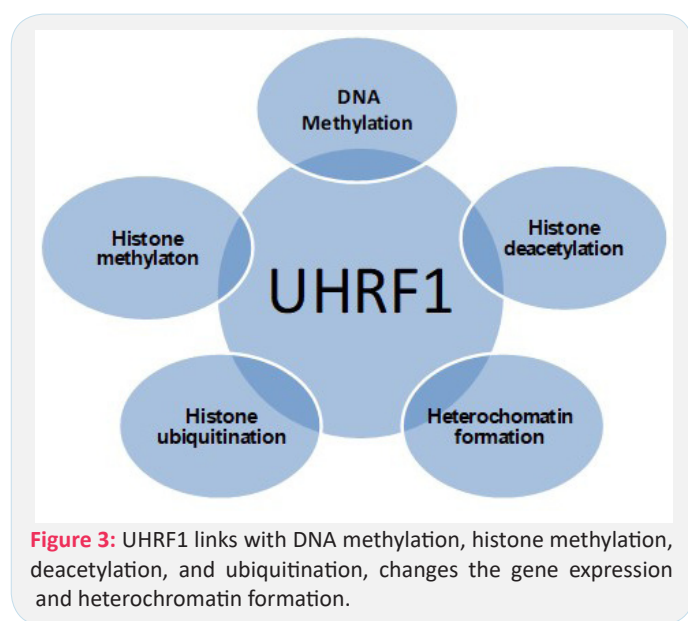 DNA
Methylation
Histone
methylaton
Histone
deacetylation
UHRF1
Histone
ubiquitination
Heterochomatin
formation
Figure 3: UHRF1 links with DNA methylation, histone methylation,
deacetylation, and ubiquitination, changes the gene expression
and heterochromatin formation.